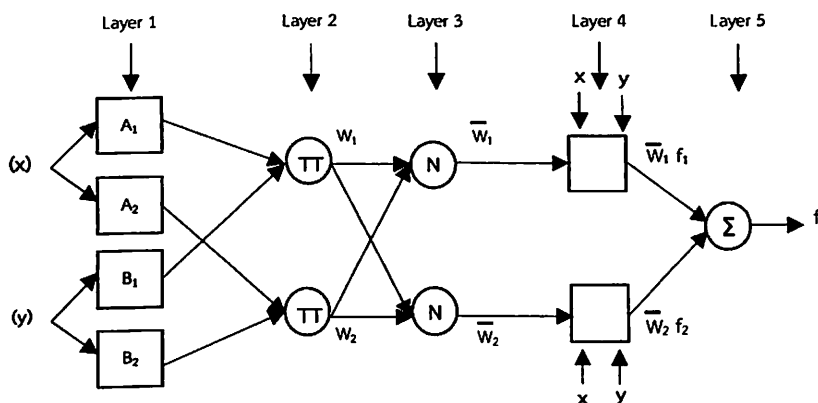 Layer 1 Layer 2 Layer 3 Layer 4 Layer 5
x y
A₁ W₁ W̅₁ W̅₁ f₁
(x) TT N
A₂ Σ f
B₁
(y) TT N W̅₂ f₂
B₂ W₂ W̅₂
x y